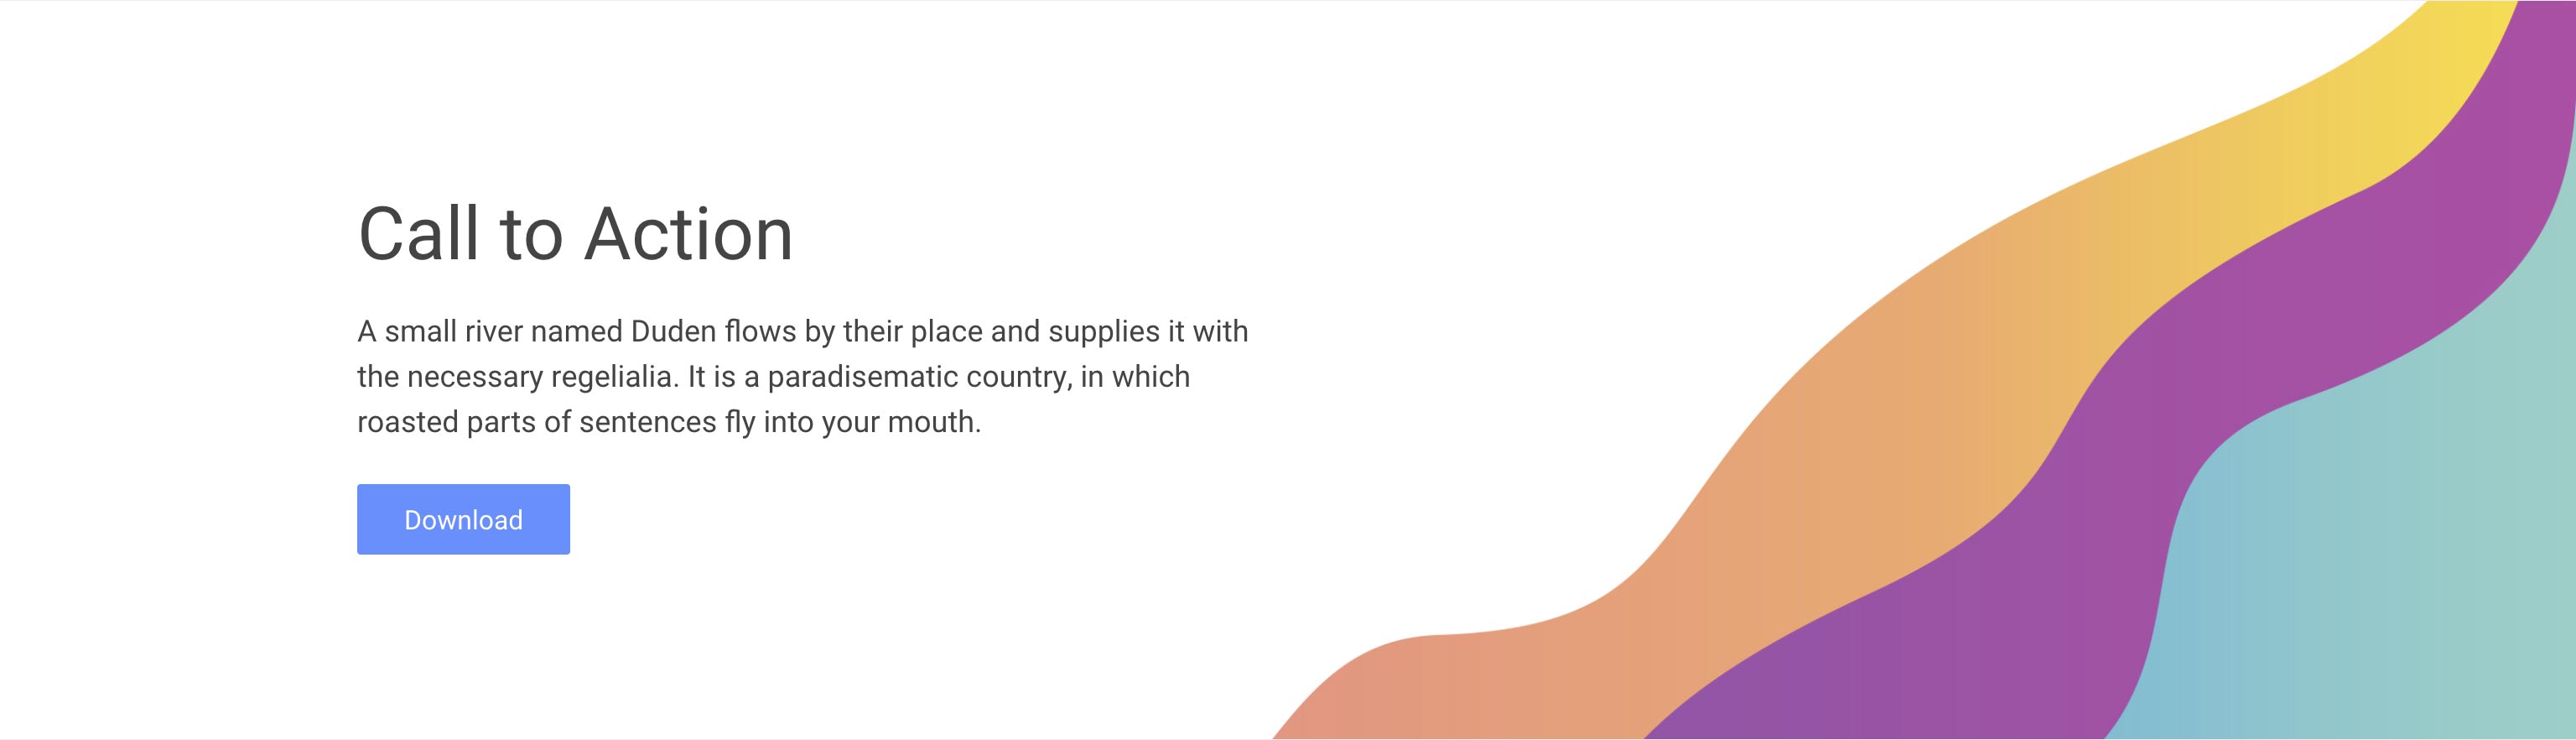 Call to Action
A small river named Duden flows by their place and supplies it with
the necessary regelialia. It is a paradisematic country, in which
roasted parts of sentences fly into your mouth.
Download